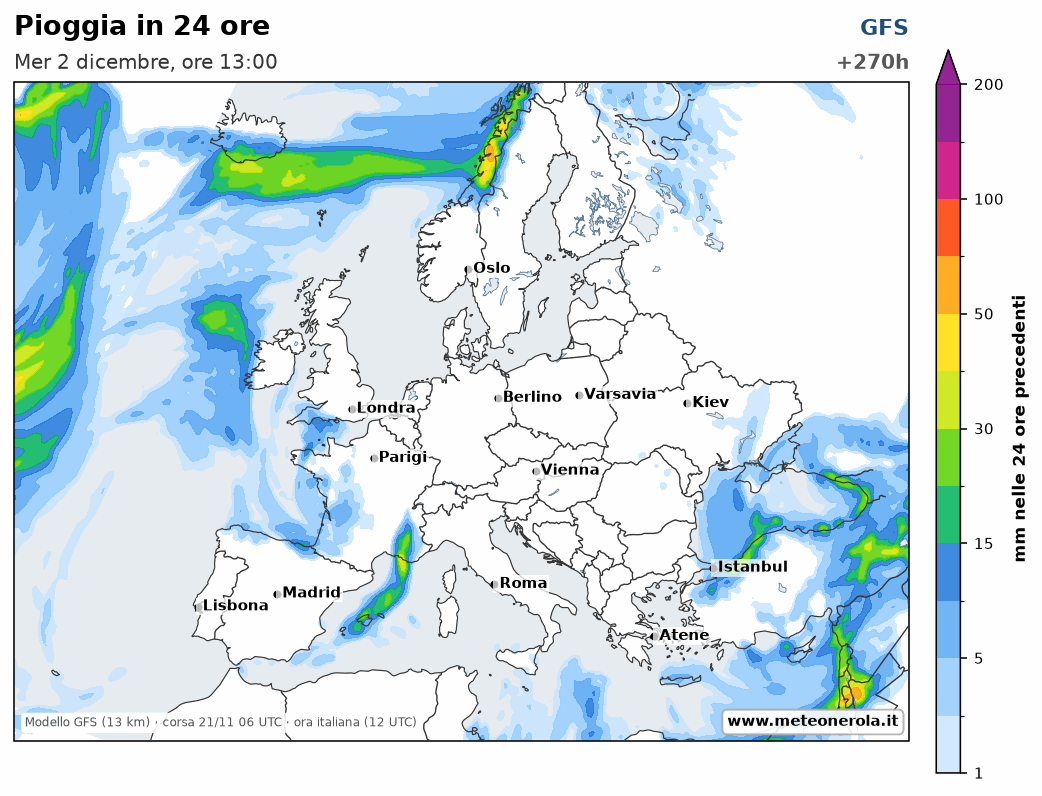 Pioggia in 24 ore
GFS
Mer 2 dicembre, ore 13:00
+270h
200
100
50
30
15
5
1
mm nelle 24 ore precedenti
Oslo
Berlino
Varsavia
Kiev
Londra
Parigi
Vienna
Istanbul
Roma
Madrid
Lisbona
Atene
Modello GFS (13 km) · corsa 21/11 06 UTC · ora italiana (12 UTC)
www.meteonerola.it